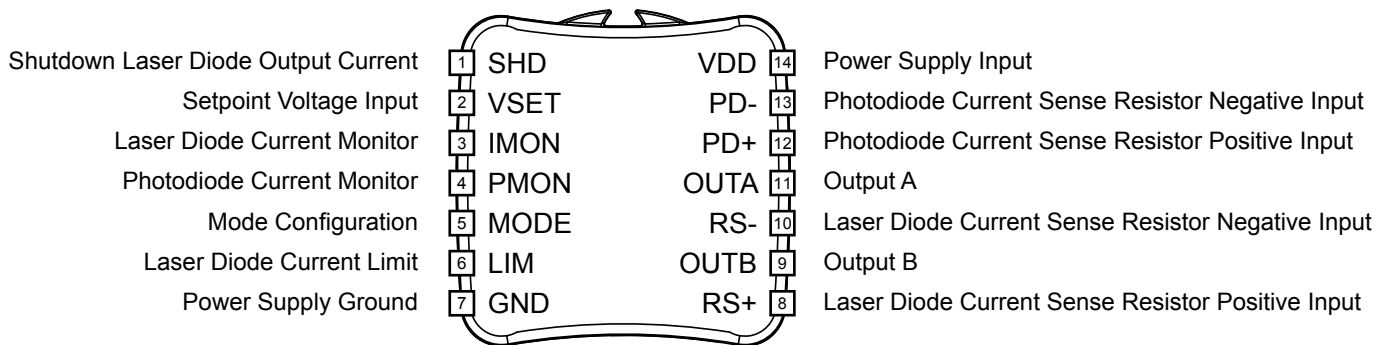 Shutdown Laser Diode Output Current 1 SHD VDD 14 Power Supply Input
Setpoint Voltage Input 2 VSET PD- 13 Photodiode Current Sense Resistor Negative Input
Laser Diode Current Monitor 3 IMON PD+ 12 Photodiode Current Sense Resistor Positive Input
Photodiode Current Monitor 4 PMON OUTA 11 Output A
Mode Configuration 5 MODE RS- 10 Laser Diode Current Sense Resistor Negative Input
Laser Diode Current Limit 6 LIM OUTB 9 Output B
Power Supply Ground 7 GND RS+ 8 Laser Diode Current Sense Resistor Positive Input